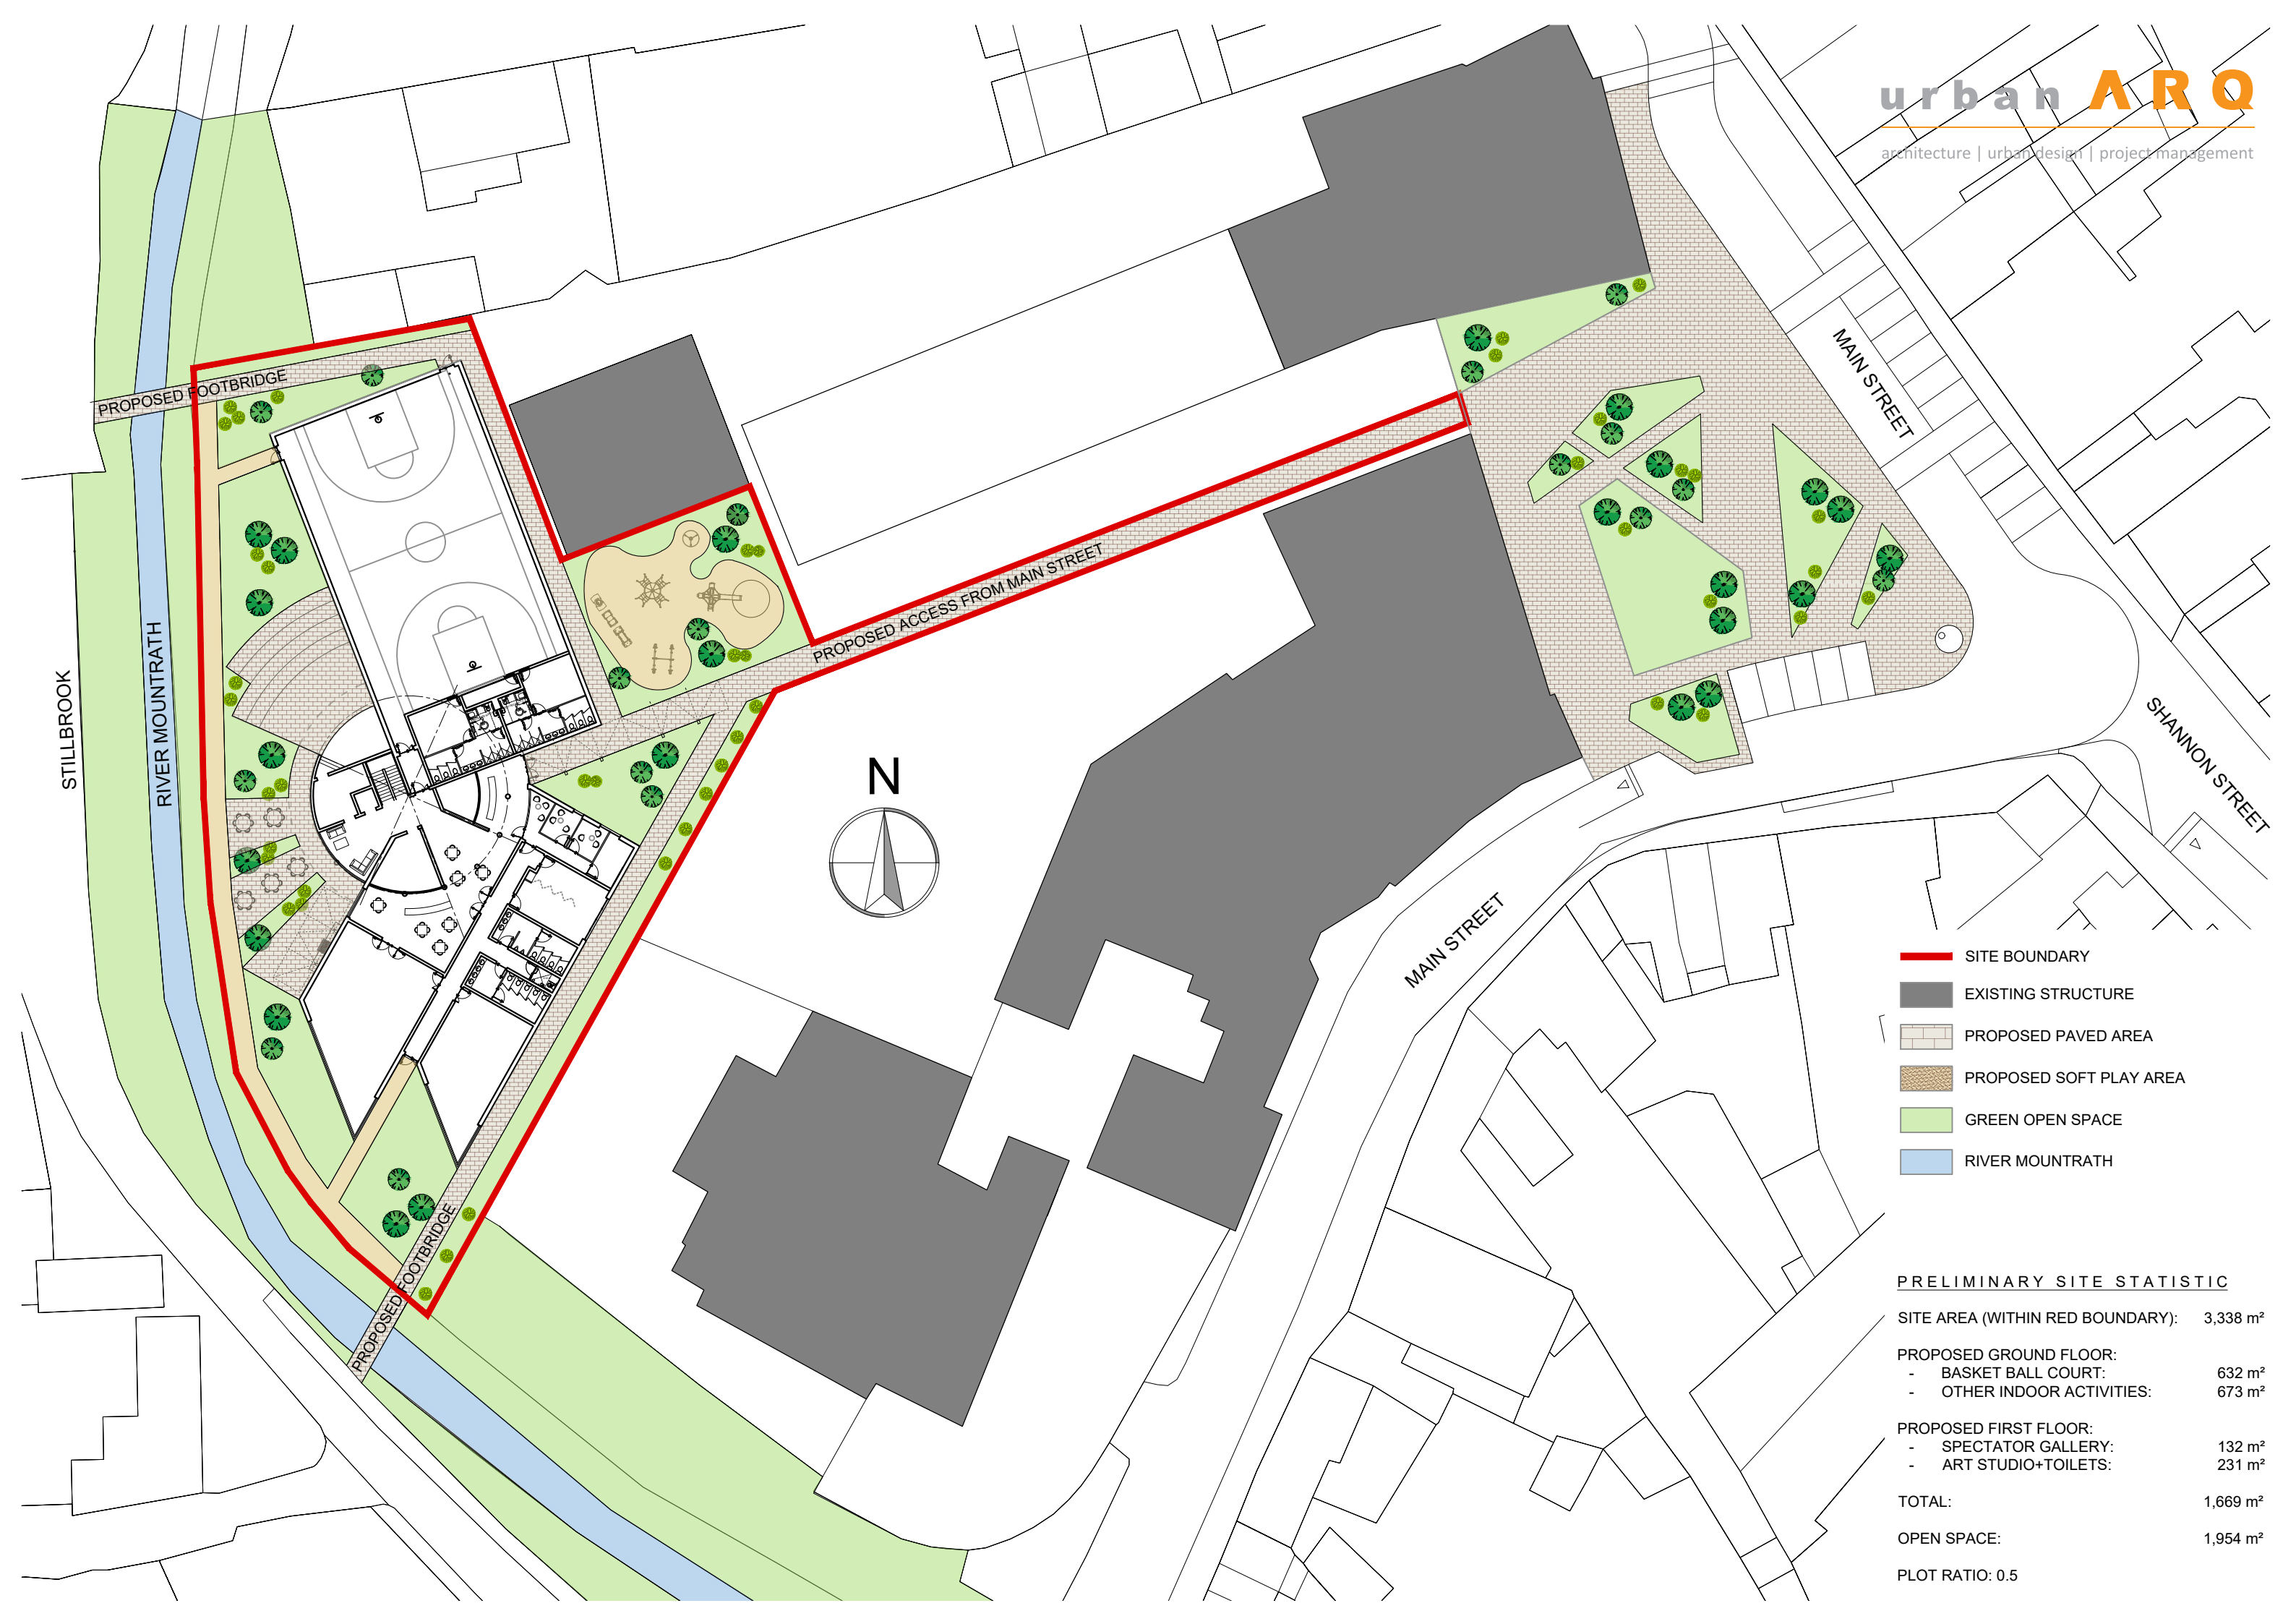 urban ARQ
architecture | urban design | project management
PROPOSED FOOTBRIDGE
MAIN STREET
PROPOSED ACCESS FROM MAIN STREET
STILLBROOK
RIVER MOUNTRATH
N
SHANNON STREET
MAIN STREET
PROPOSED FOOTBRIDGE
SITE BOUNDARY
EXISTING STRUCTURE
PROPOSED PAVED AREA
PROPOSED SOFT PLAY AREA
GREEN OPEN SPACE
RIVER MOUNTRATH
PRELIMINARY SITE STATISTIC
SITE AREA (WITHIN RED BOUNDARY): 3,338 m²
PROPOSED GROUND FLOOR:
- BASKET BALL COURT: 632 m²
- OTHER INDOOR ACTIVITIES: 673 m²
PROPOSED FIRST FLOOR:
- SPECTATOR GALLERY: 132 m²
- ART STUDIO+TOILETS: 231 m²
TOTAL: 1,669 m²
OPEN SPACE: 1,954 m²
PLOT RATIO: 0.5